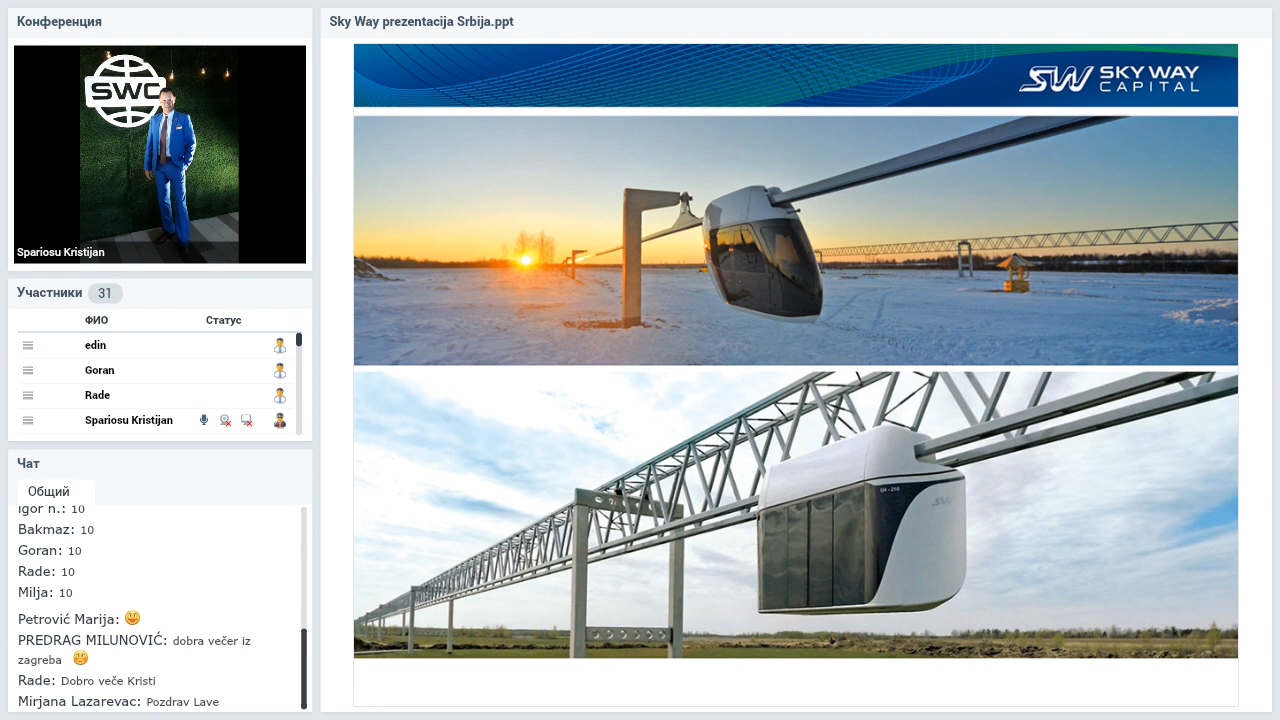 Конференция
SWC
Spariosu Kristijan
Участники 31
ФИО Статус
edin
Goran
Rade
Spariosu Kristijan
Чат
Общий
igor n.: 10
Bakmaz: 10
Goran: 10
Rade: 10
Milja: 10
Petrović Marija:
PREDRAG MILUNOVIĆ: dobra večer iz
zagreba
Rade: Dobro veče Kristi
Mirjana Lazarevac: Pozdrav Lave
Sky Way prezentacija Srbija.ppt
SW SKY WAY
CAPITAL
SW